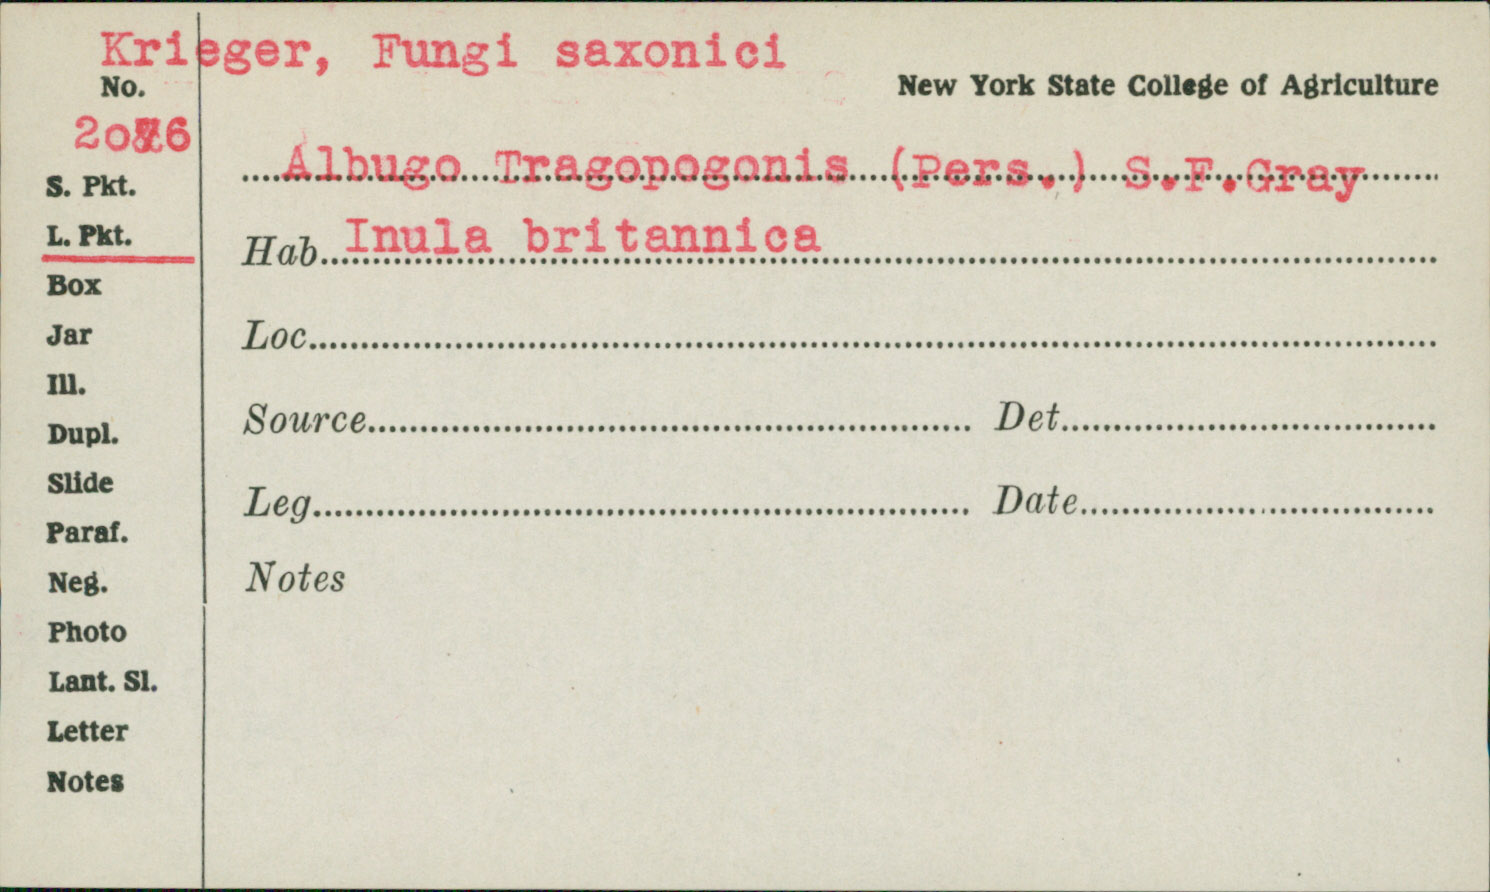 Krieger, Fungi saxonici
No.
New York State College of Agriculture
Albugo Tragopogonis (Pers.) S.F.Gray
S. Pkt.
L. Pkt.
Hab. Inula britannica
Box
Jar
Loc.
Ill.
Dupl.
Source Det.
Slide
Leg. Date
Paraf.
Neg.
Notes
Photo
Lant. Sl.
Letter
Notes